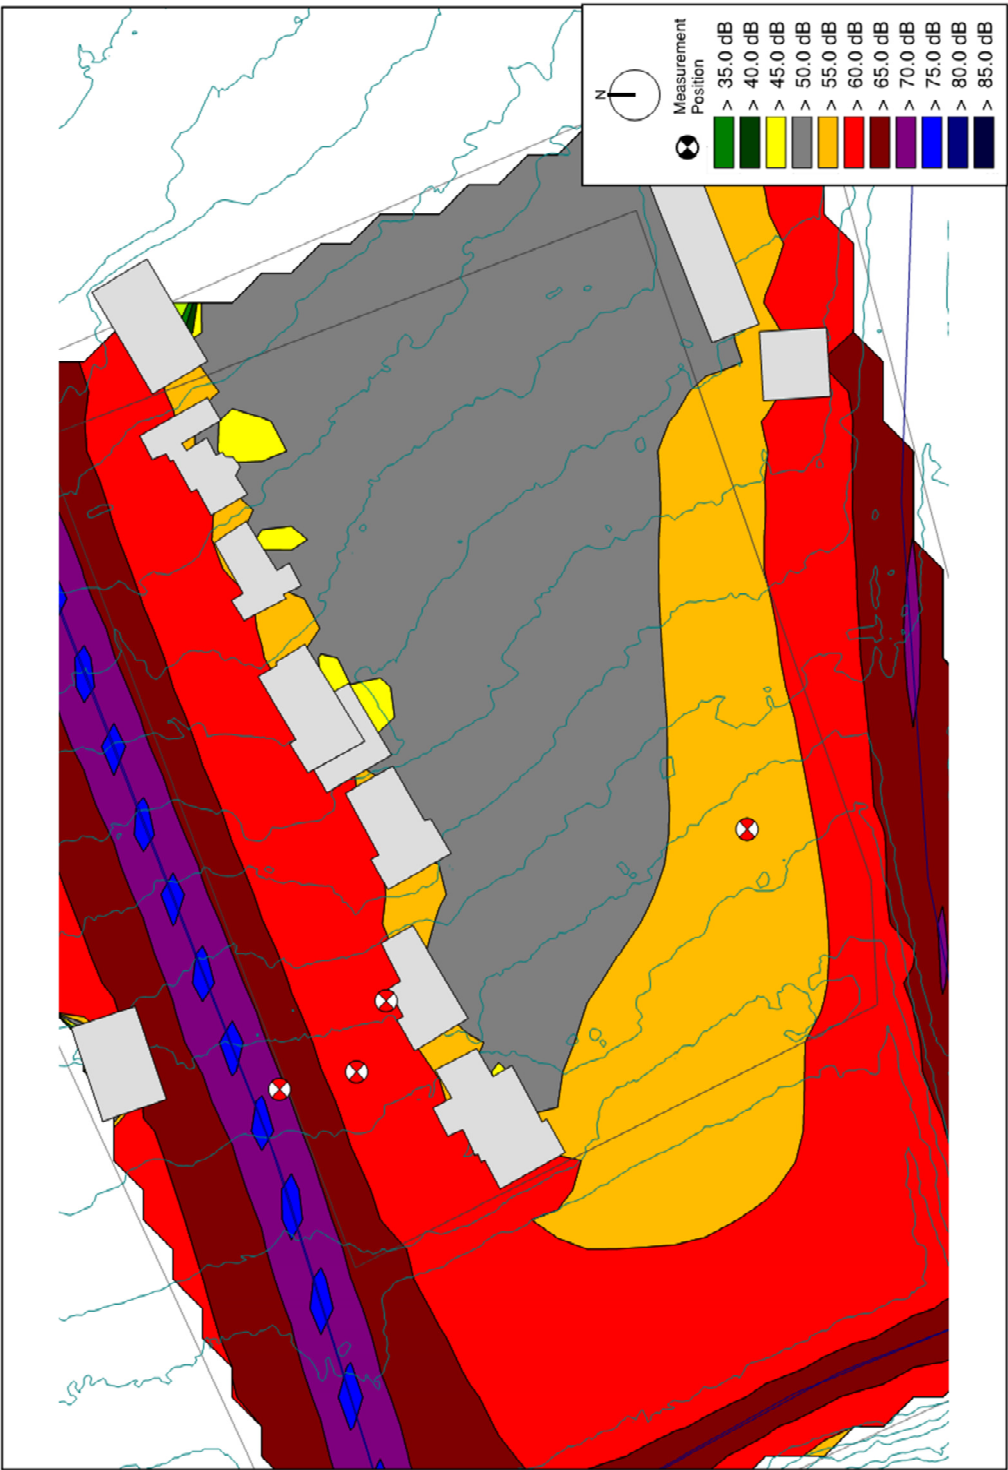 N
Measurement
Position
> 35.0 dB
> 40.0 dB
> 45.0 dB
> 50.0 dB
> 55.0 dB
> 60.0 dB
> 65.0 dB
> 70.0 dB
> 75.0 dB
> 80.0 dB
> 85.0 dB